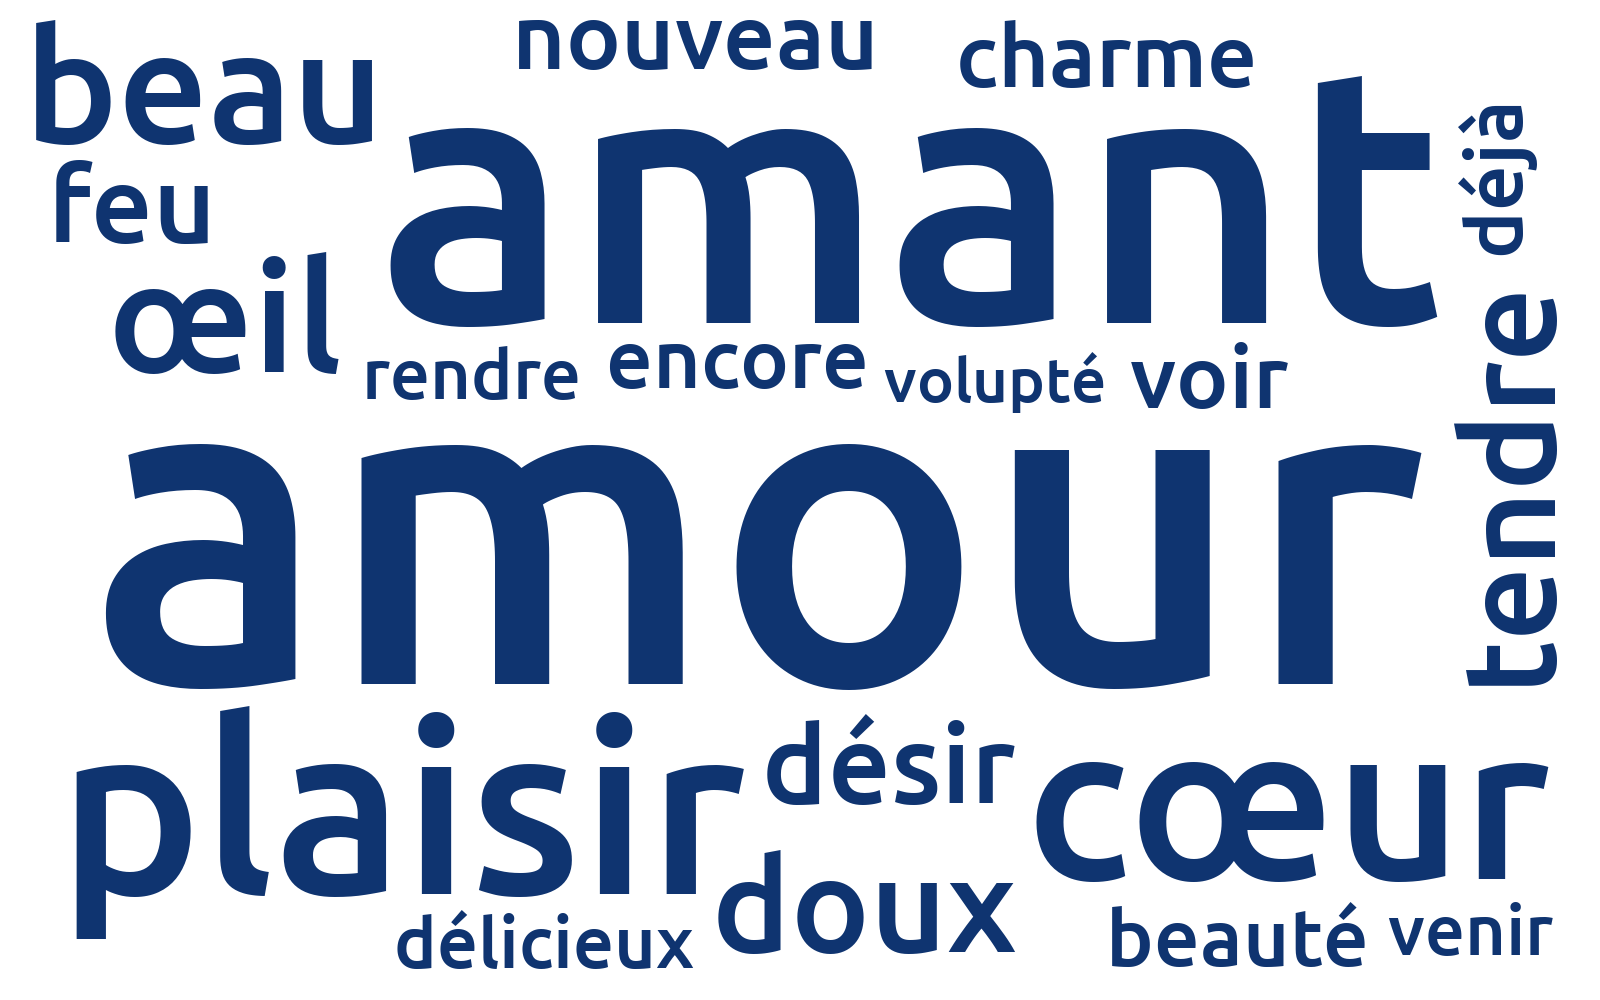 nouveau
charme
beau
amant
déjà
feu
œil
tendre
rendre
encore
volupté
voir
amour
plaisir
désir
cœur
doux
délicieux
beauté
venir